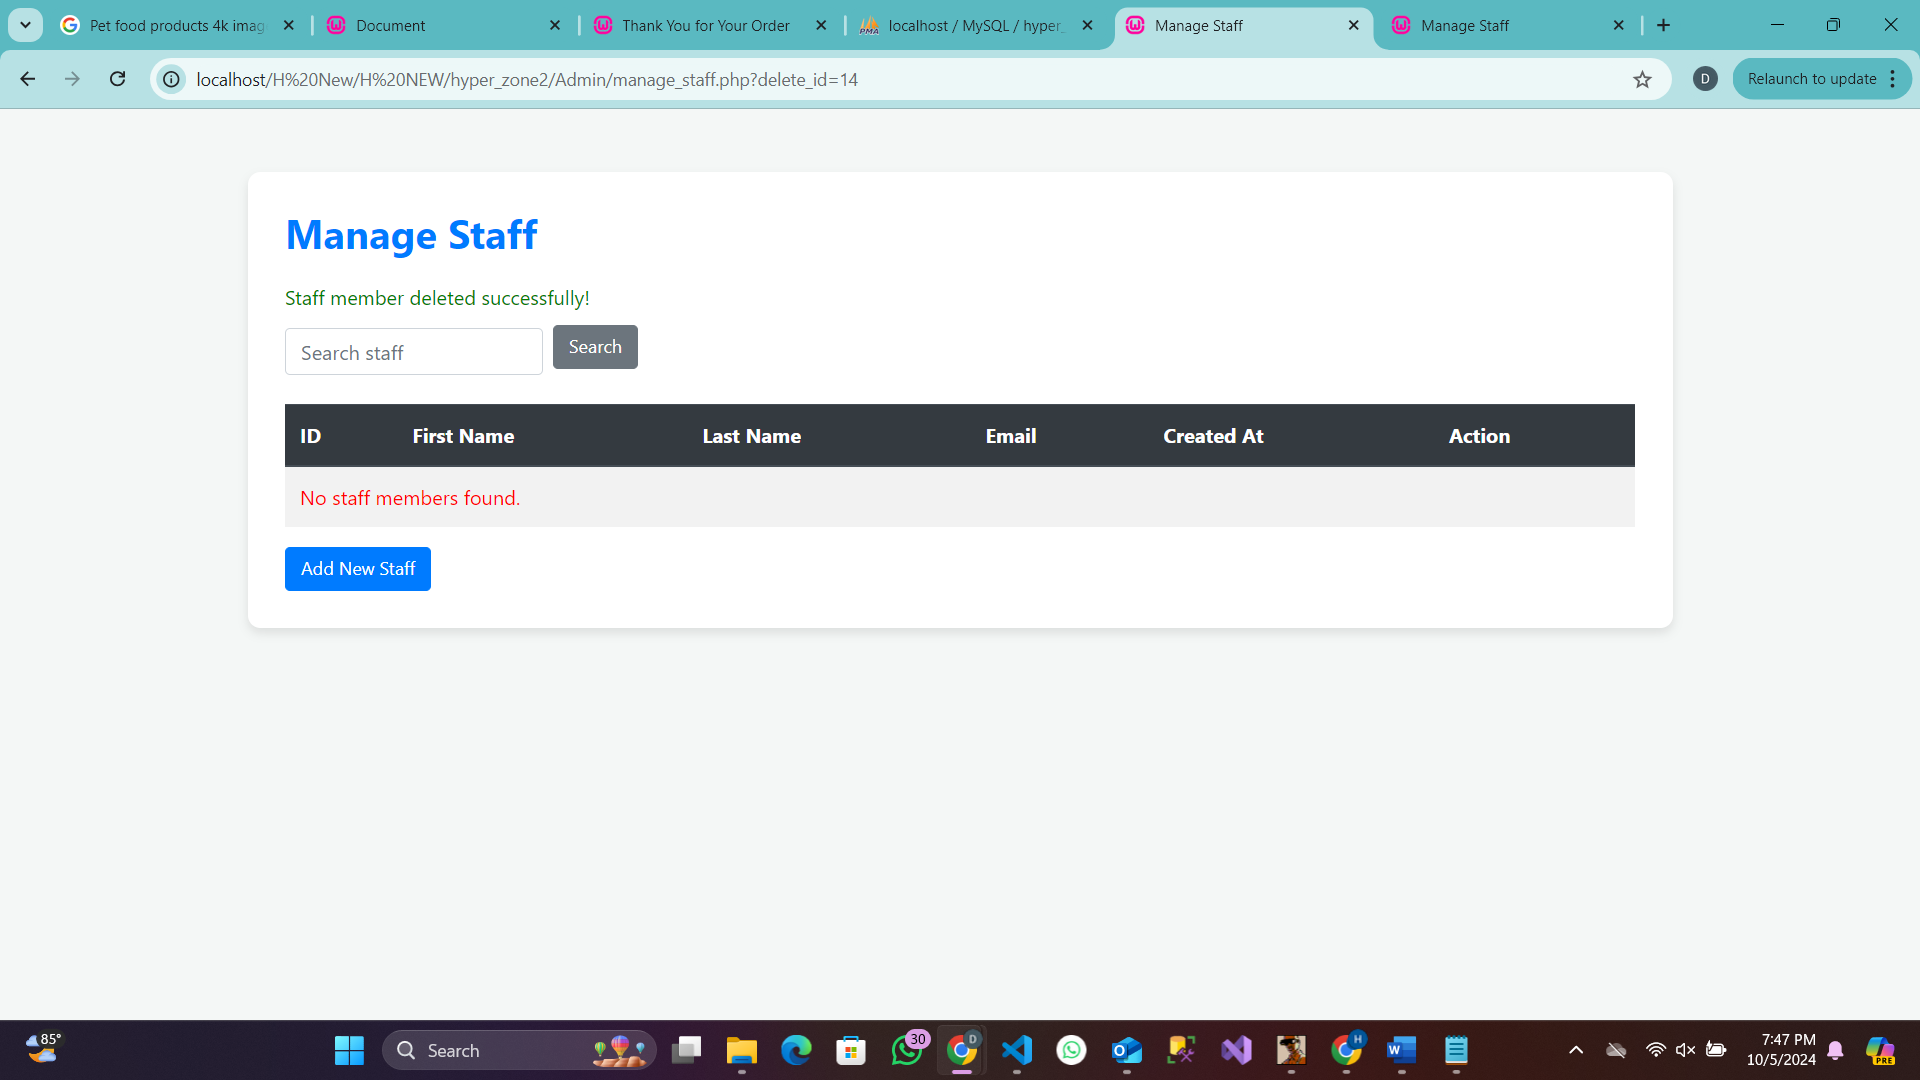 Pet food products 4k imag
Document
Thank You for Your Order
PMA
localhost / MySQL / hyper_
Manage Staff
Manage Staff
localhost/H%20New/H%20NEW/hyper_zone2/Admin/manage_staff.php?delete_id=14
D
Relaunch to update
Manage Staff
Staff member deleted successfully!
Search staff
Search
ID First Name Last Name Email Created At Action
No staff members found.
Add New Staff
85°
Search
30
D
H
7:47 PM
10/5/2024
PRE